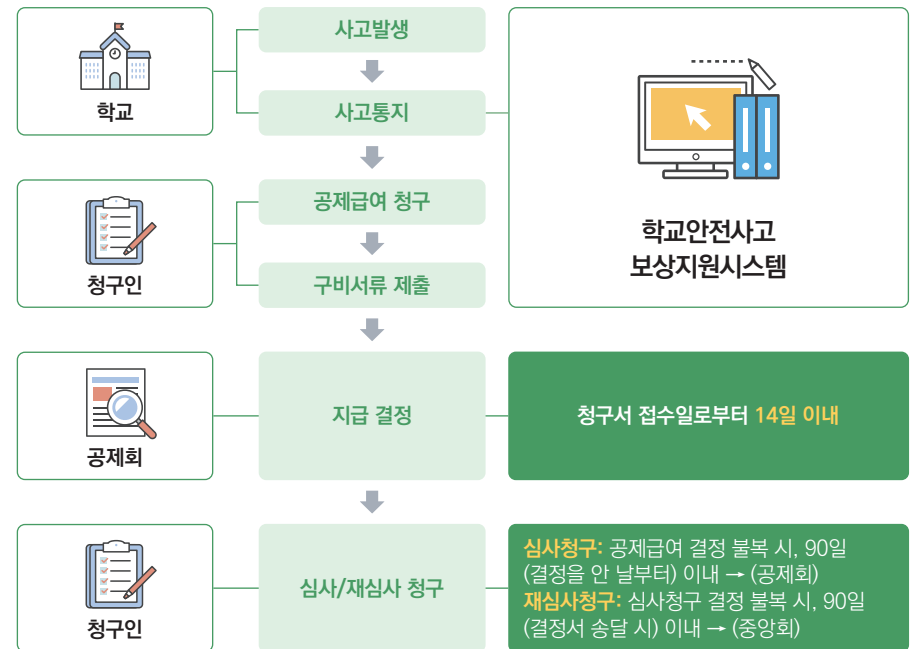 학교
사고발생
사고통지
학교안전사고
보상지원시스템
청구인
공제급여 청구
구비서류 제출
공제회
지급 결정
청구서 접수일로부터 14일 이내
청구인
심사/재심사 청구
심사청구: 공제급여 결정 불복 시, 90일
(결정을 안 날부터) 이내 → (공제회)
재심사청구: 심사청구 결정 불복 시, 90일
(결정서 송달 시) 이내 → (중앙회)